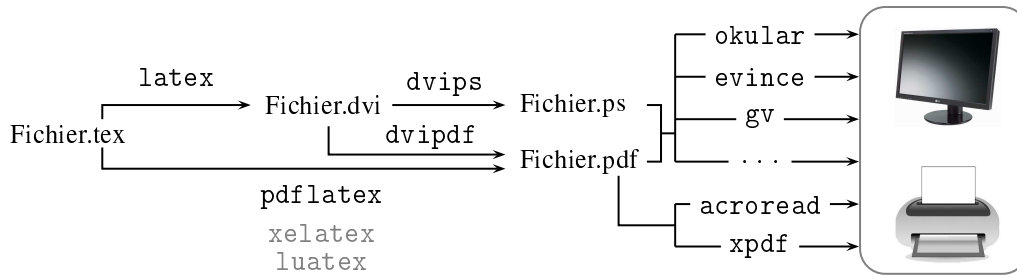 latex
dvips
okular
evince
gv
. . .
Fichier.tex
Fichier.dvi
Fichier.ps
dvipdf
Fichier.pdf
pdflatex
xelatex
luatex
acroread
xpdf